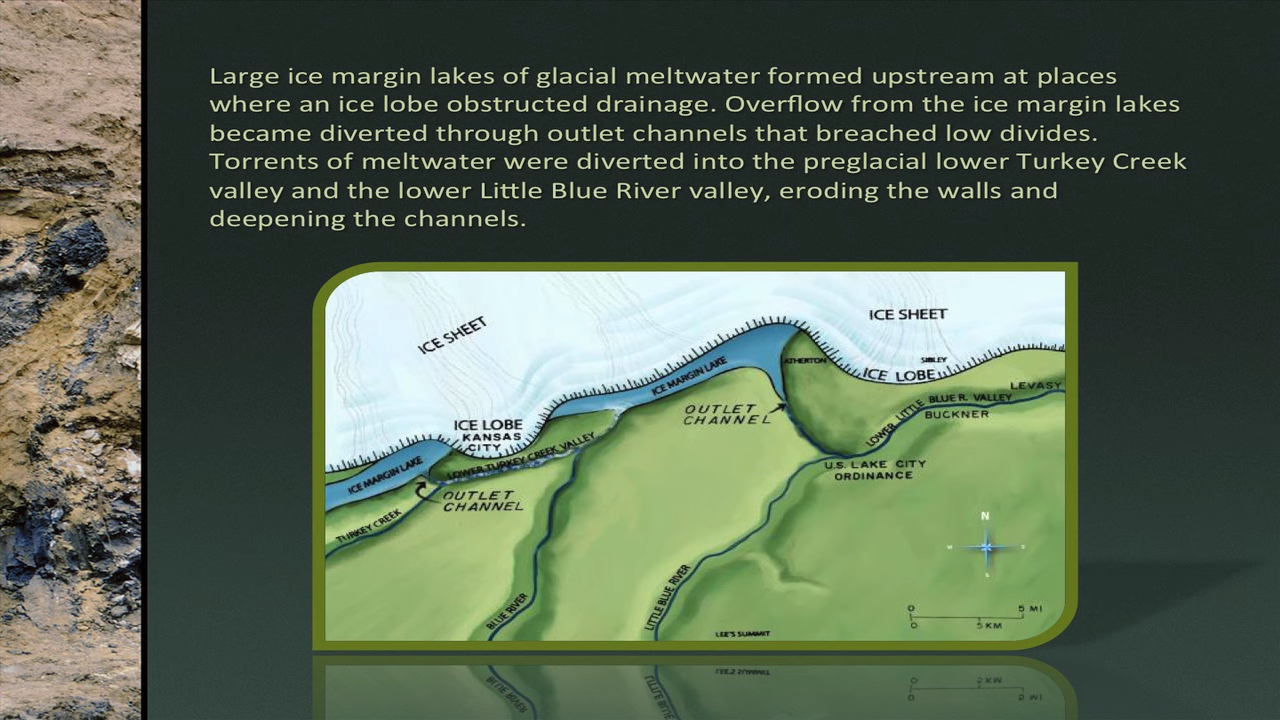 Large ice margin lakes of glacial meltwater formed upstream at places
where an ice lobe obstructed drainage. Overflow from the ice margin lakes
became diverted through outlet channels that breached low divides.
Torrents of meltwater were diverted into the preglacial lower Turkey Creek
valley and the lower Little Blue River valley, eroding the walls and
deepening the channels.
ICE SHEET
ICE SHEET
ICE MARGIN LAKE
ATHERTON
SIBLEY
ICE LOBE
LEVASY
LOWER LITTLE BLUE R. VALLEY
BUCKNER
OUTLET
CHANNEL
ICE LOBE
KANSAS
CITY
LOWER TURKEY CREEK VALLEY
ICE MARGIN LAKE
U.S. LAKE CITY
ORDINANCE
OUTLET
CHANNEL
TURKEY CREEK
N
W
S
BLUE RIVER
LITTLE BLUE RIVER
LEE'S SUMMIT
0 5 MI
0 5 KM